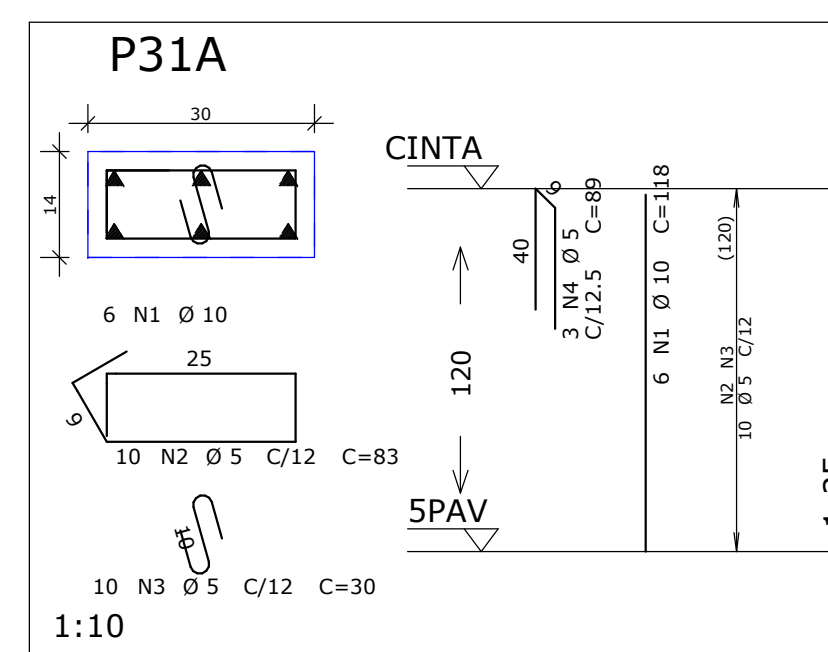 P31A
30
14
6 N1 Ø 10
25
9
10 N2 Ø 5 C/12 C=83
10
10 N3 Ø 5 C/12 C=30
1:10
CINTA
120
5PAV
40
9
3 N4 Ø 5 C=89
C/12.5
6 N1 Ø 10 C=118
(120)
N2 N3
10 Ø 5 C/12